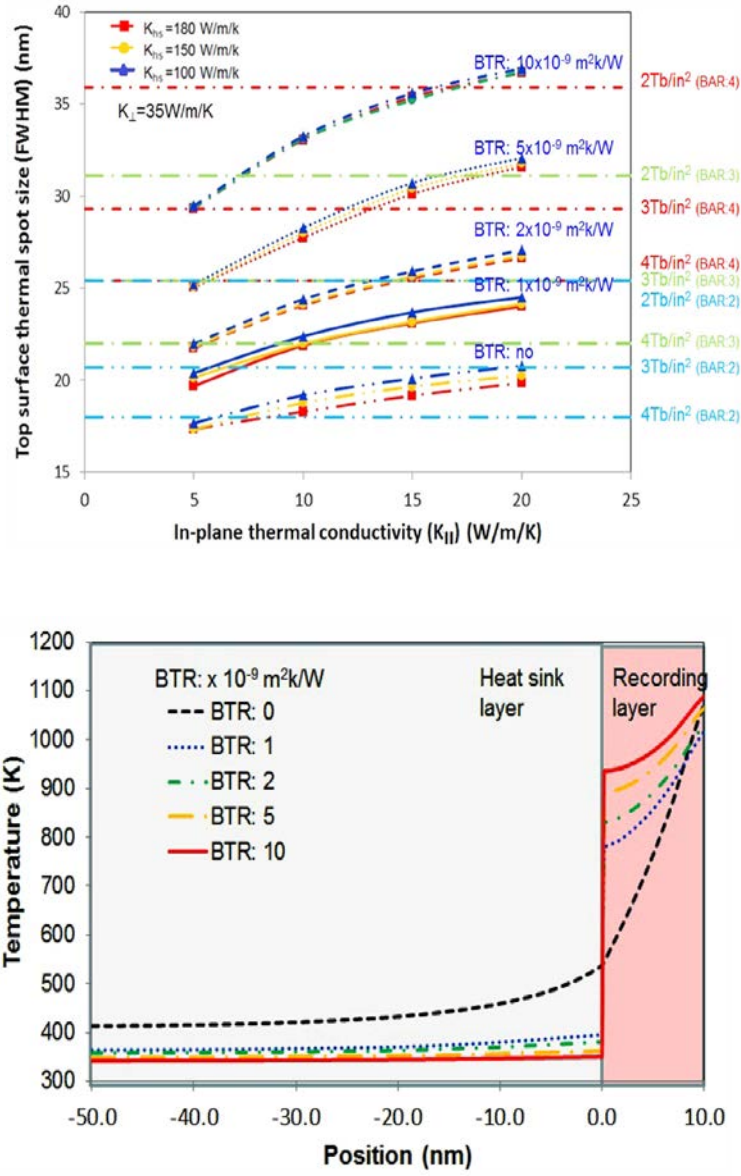 Top surface thermal spot size (FWHM) (nm)
40
35
30
25
20
15
K_hs =180 W/m/k
K_hs =150 W/m/k
K_hs =100 W/m/k
K_⊥=35W/m/K
BTR: 10x10⁻⁹ m²k/W
BTR: 5x10⁻⁹ m²k/W
BTR: 2x10⁻⁹ m²k/W
BTR: 1x10⁻⁹ m²k/W
BTR: no
2Tb/in² (BAR:4)
2Tb/in² (BAR:3)
3Tb/in² (BAR:4)
4Tb/in² (BAR:4)
3Tb/in² (BAR:3)
2Tb/in² (BAR:2)
4Tb/in² (BAR:3)
3Tb/in² (BAR:2)
4Tb/in² (BAR:2)
0 5 10 15 20 25
In-plane thermal conductivity (K_II) (W/m/K)
Temperature (K)
1200
1100
1000
900
800
700
600
500
400
300
BTR: x 10⁻⁹ m²k/W
BTR: 0
BTR: 1
BTR: 2
BTR: 5
BTR: 10
Heat sink
layer
Recording
layer
-50.0 -40.0 -30.0 -20.0 -10.0 0.0 10.0
Position (nm)